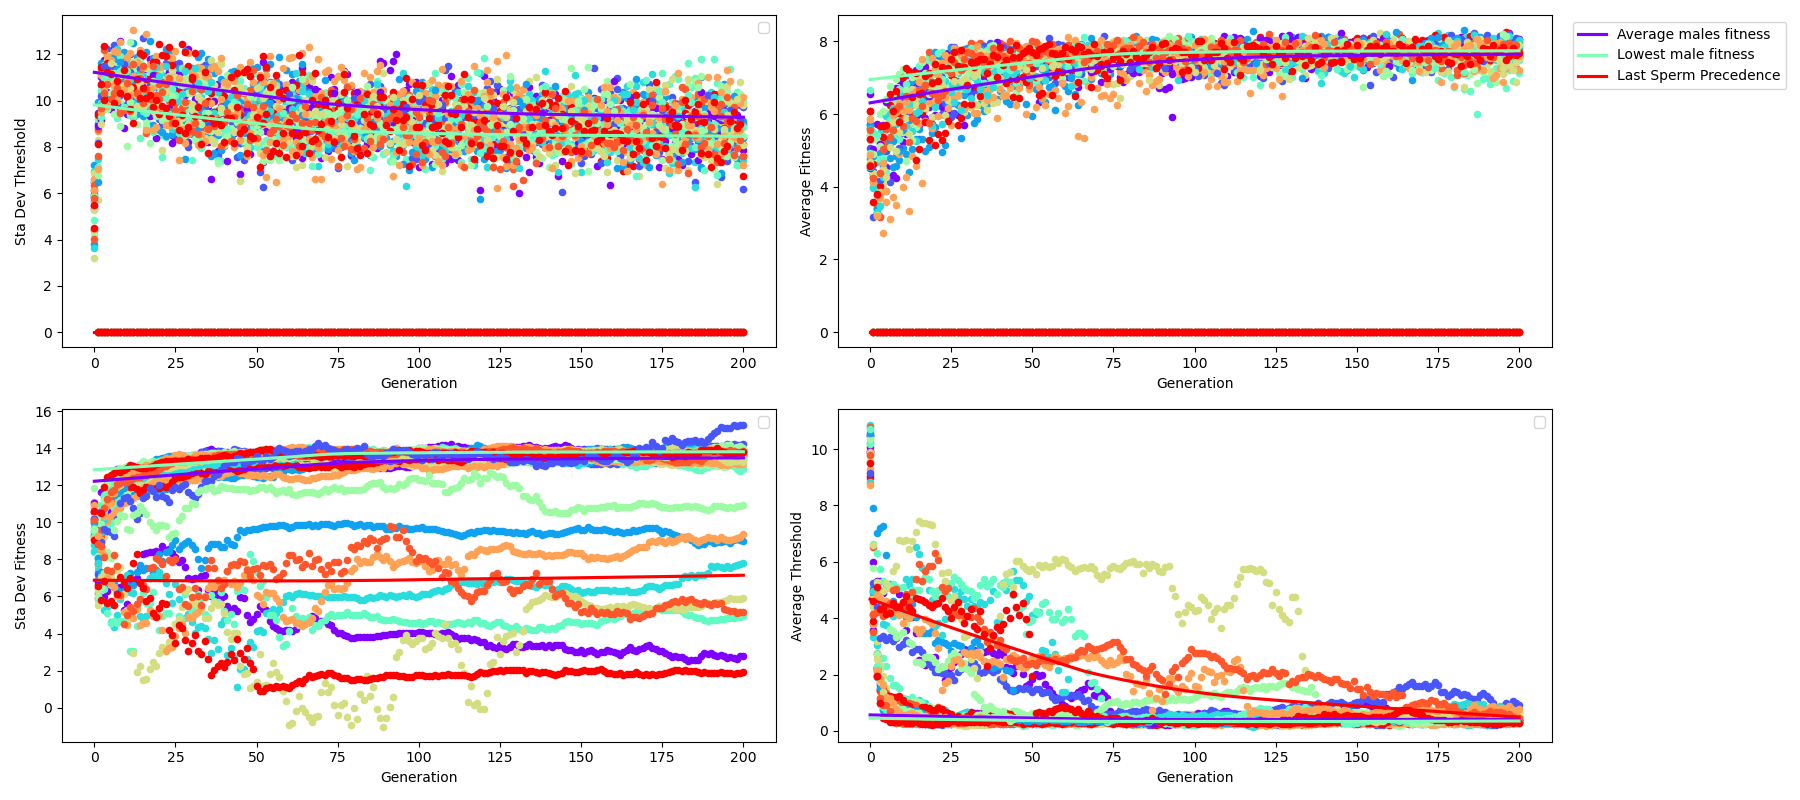 Sta Dev Threshold
12
10
8
6
4
2
0
0 25 50 75 100 125 150 175 200
Generation
Average Fitness
8
6
4
2
0
0 25 50 75 100 125 150 175 200
Generation
Average males fitness
Lowest male fitness
Last Sperm Precedence
Sta Dev Fitness
16
14
12
10
8
6
4
2
0
0 25 50 75 100 125 150 175 200
Generation
Average Threshold
10
8
6
4
2
0
0 25 50 75 100 125 150 175 200
Generation